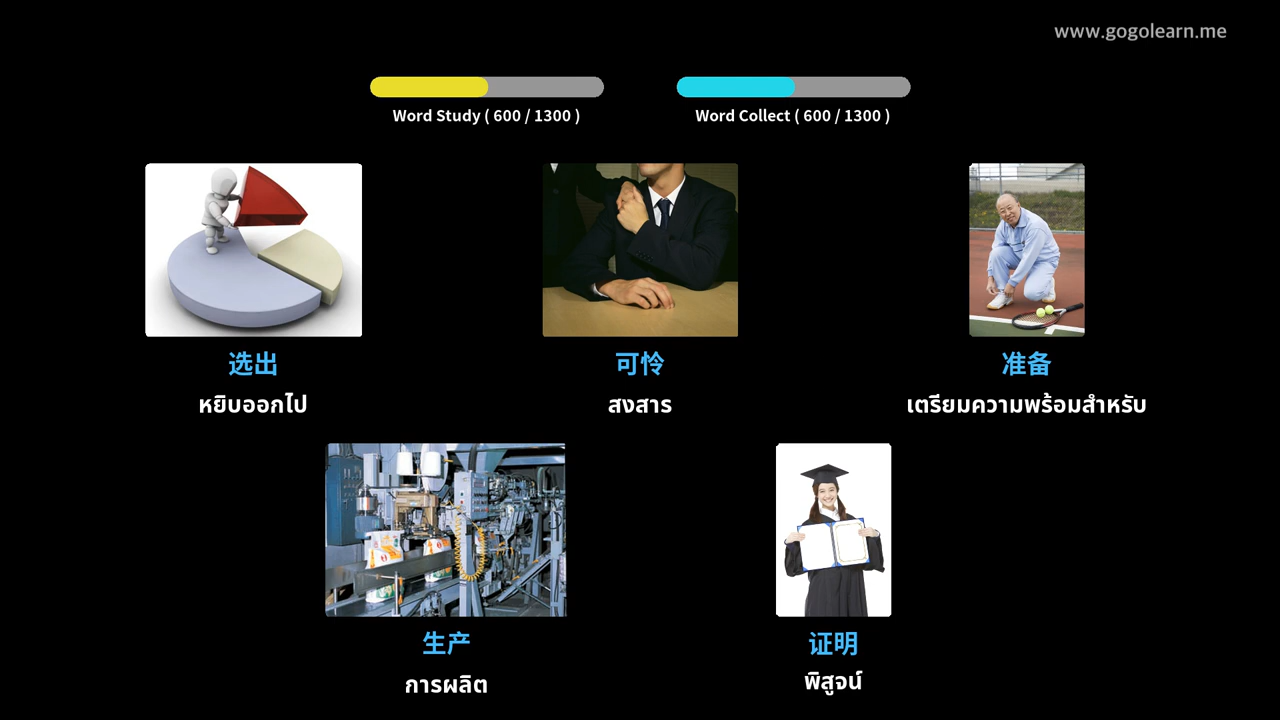 www.gogolearn.me
Word Study ( 600 / 1300 )
Word Collect ( 600 / 1300 )
选出
หยิบออกไป
可怜
สงสาร
准备
เตรียมความพร้อมสำหรับ
生产
การผลิต
证明
พิสูจน์